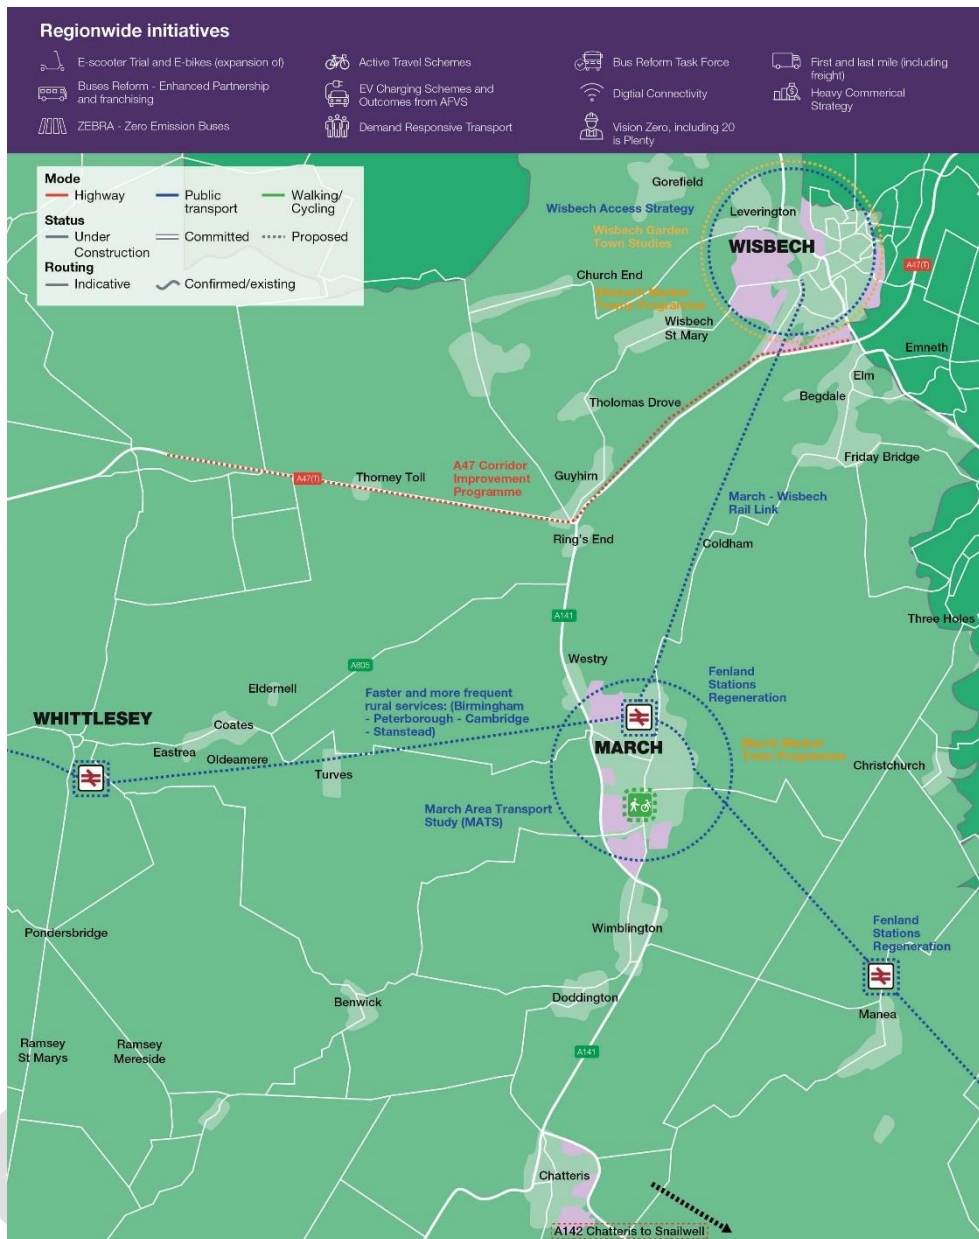 Regionwide initiatives
E-scooter Trial and E-bikes (expansion of)
Buses Reform - Enhanced Partnership
and franchising
ZEBRA - Zero Emission Buses
Active Travel Schemes
EV Charging Schemes and
Outcomes from AFVS
Demand Responsive Transport
Bus Reform Task Force
Digtial Connectivity
Vision Zero, including 20
is Plenty
First and last mile (including
freight)
Heavy Commerical
Strategy
Mode
Highway
Public
transport
Walking/
Cycling
Status
Under
Construction
Committed
Proposed
Routing
Indicative
Confirmed/existing
Gorefield
Wisbech Access Strategy
Leverington
Wisbech Garden
Town Studies
WISBECH
A47(T)
Church End
Wisbech Market
Towns Programme
Wisbech
St Mary
Emneth
Elm
Begdale
Tholomas Drove
Friday Bridge
A47 Corridor
Improvement
Programme
Guyhirn
A47(T)
Thorney Toll
March - Wisbech
Rail Link
Ring's End
Coldham
A141
Three Holes
Westry
A605
Eldernell
Faster and more frequent
rural services: (Birmingham
- Peterborough - Cambridge
- Stanstead)
Fenland
Stations
Regeneration
WHITTLESEY
Coates
Eastrea
Oldeamere
MARCH
March Market
Town Programme
Christchurch
Turves
March Area Transport
Study (MATS)
Pondersbridge
Wimblington
Fenland
Stations
Regeneration
Benwick
Doddington
Manea
Ramsey
St Marys
Ramsey
Mereside
A141
Chatteris
A142 Chatteris to Snailwell